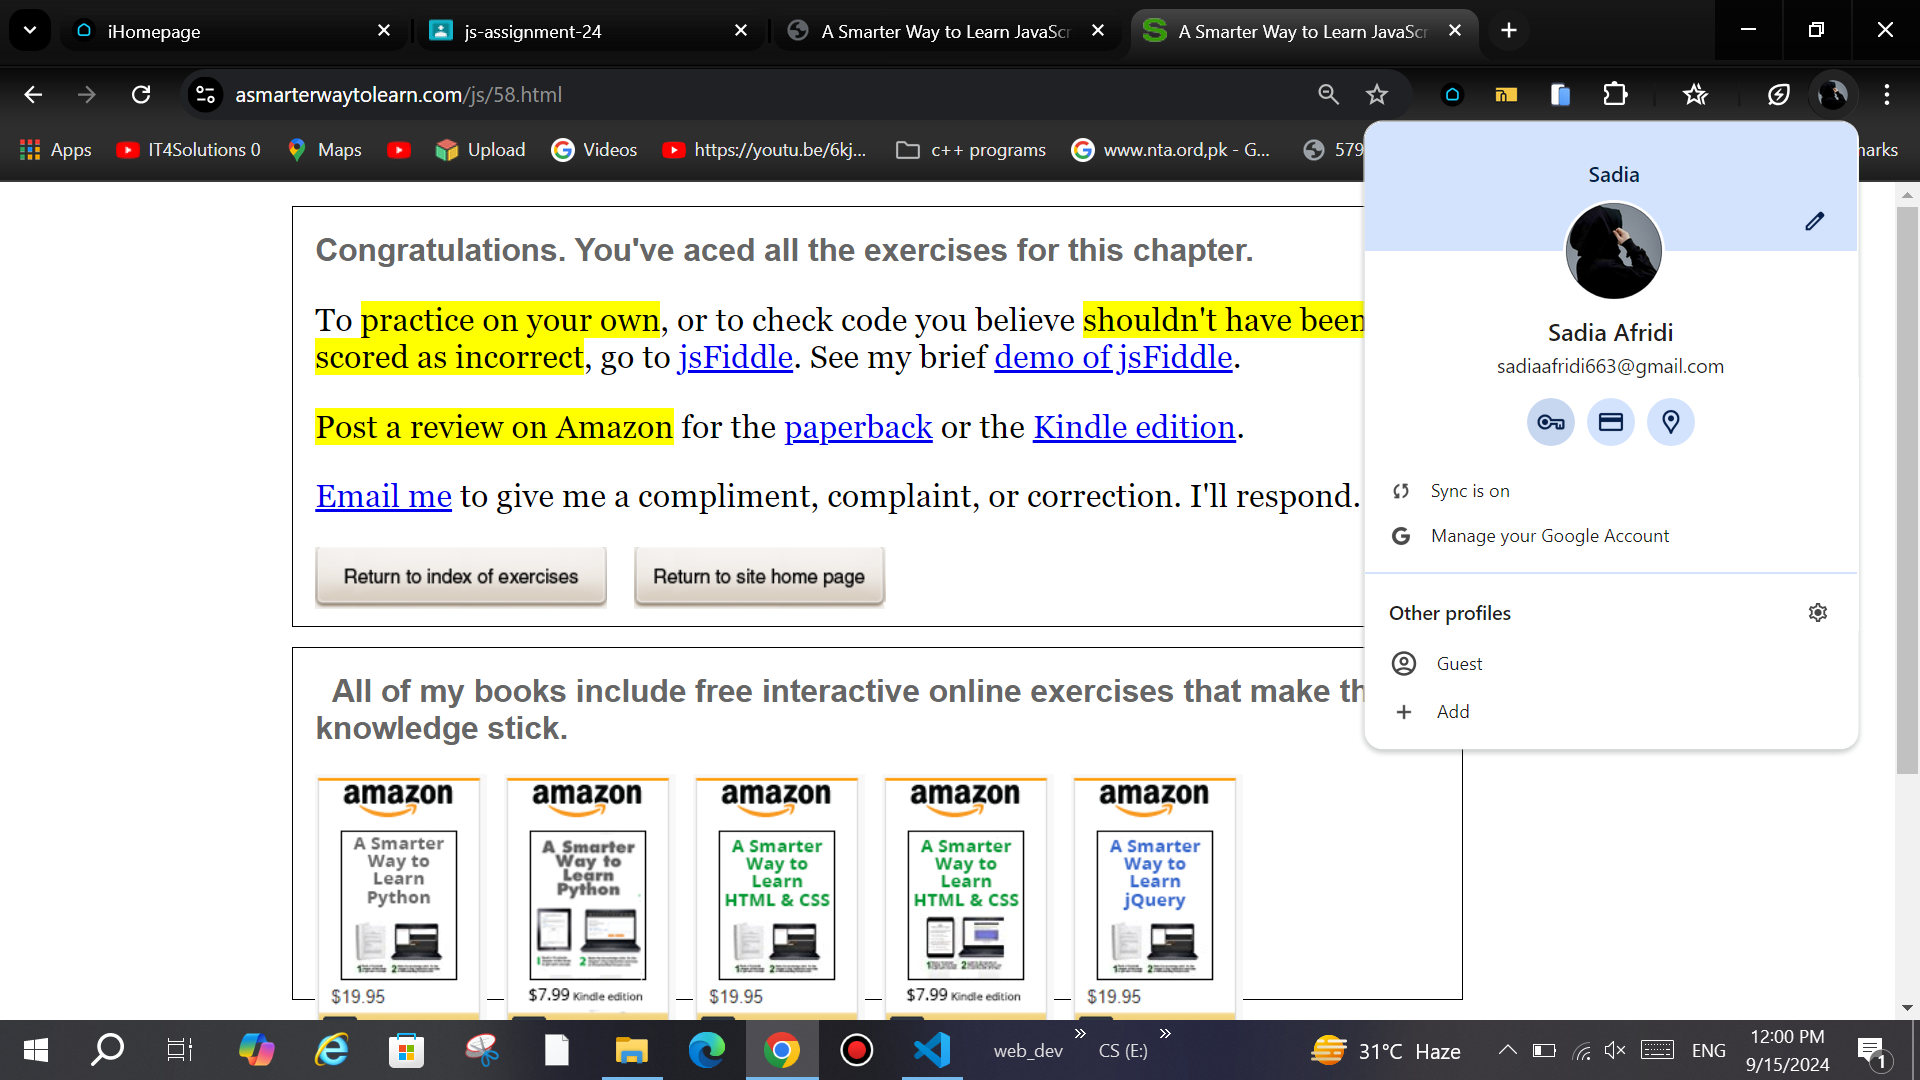 iHomepage
js-assignment-24
A Smarter Way to Learn JavaScr
A Smarter Way to Learn JavaScr
asmarterwaytolearn.com/js/58.html
Apps
IT4Solutions 0
Maps
Upload
Videos
https://youtu.be/6kj...
c++ programs
www.nta.ord,pk - G...
579
narks
Congratulations. You've aced all the exercises for this chapter.
To practice on your own, or to check code you believe shouldn't have been
scored as incorrect, go to jsFiddle. See my brief demo of jsFiddle.
Post a review on Amazon for the paperback or the Kindle edition.
Email me to give me a compliment, complaint, or correction. I'll respond.
Return to index of exercises
Return to site home page
Sadia
Sadia Afridi
sadiaafridi663@gmail.com
Sync is on
Manage your Google Account
Other profiles
Guest
Add
All of my books include free interactive online exercises that make th
knowledge stick.
amazon
A Smarter
Way to
Learn
Python
$19.95
amazon
A Smarter
Way to
Learn
Python
$7.99 Kindle edition
amazon
A Smarter
Way to
Learn
HTML & CSS
$19.95
amazon
A Smarter
Way to
Learn
HTML & CSS
$7.99 Kindle edition
amazon
A Smarter
Way to
Learn
jQuery
$19.95
web_dev
CS (E:)
31°C Haze
ENG
12:00 PM
9/15/2024
1